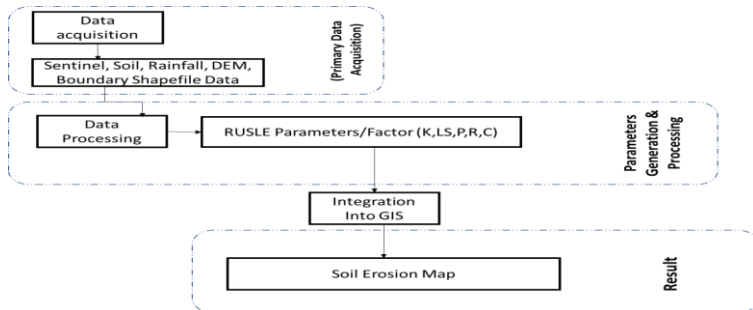 Data
acquisition
Sentinel, Soil, Rainfall, DEM,
Boundary Shapefile Data
(Primary Data
Acquisition)
Data
Processing
RUSLE Parameters/Factor (K,LS,P,R,C)
Parameters
Generation &
Processing
Integration
Into GIS
Soil Erosion Map
Result